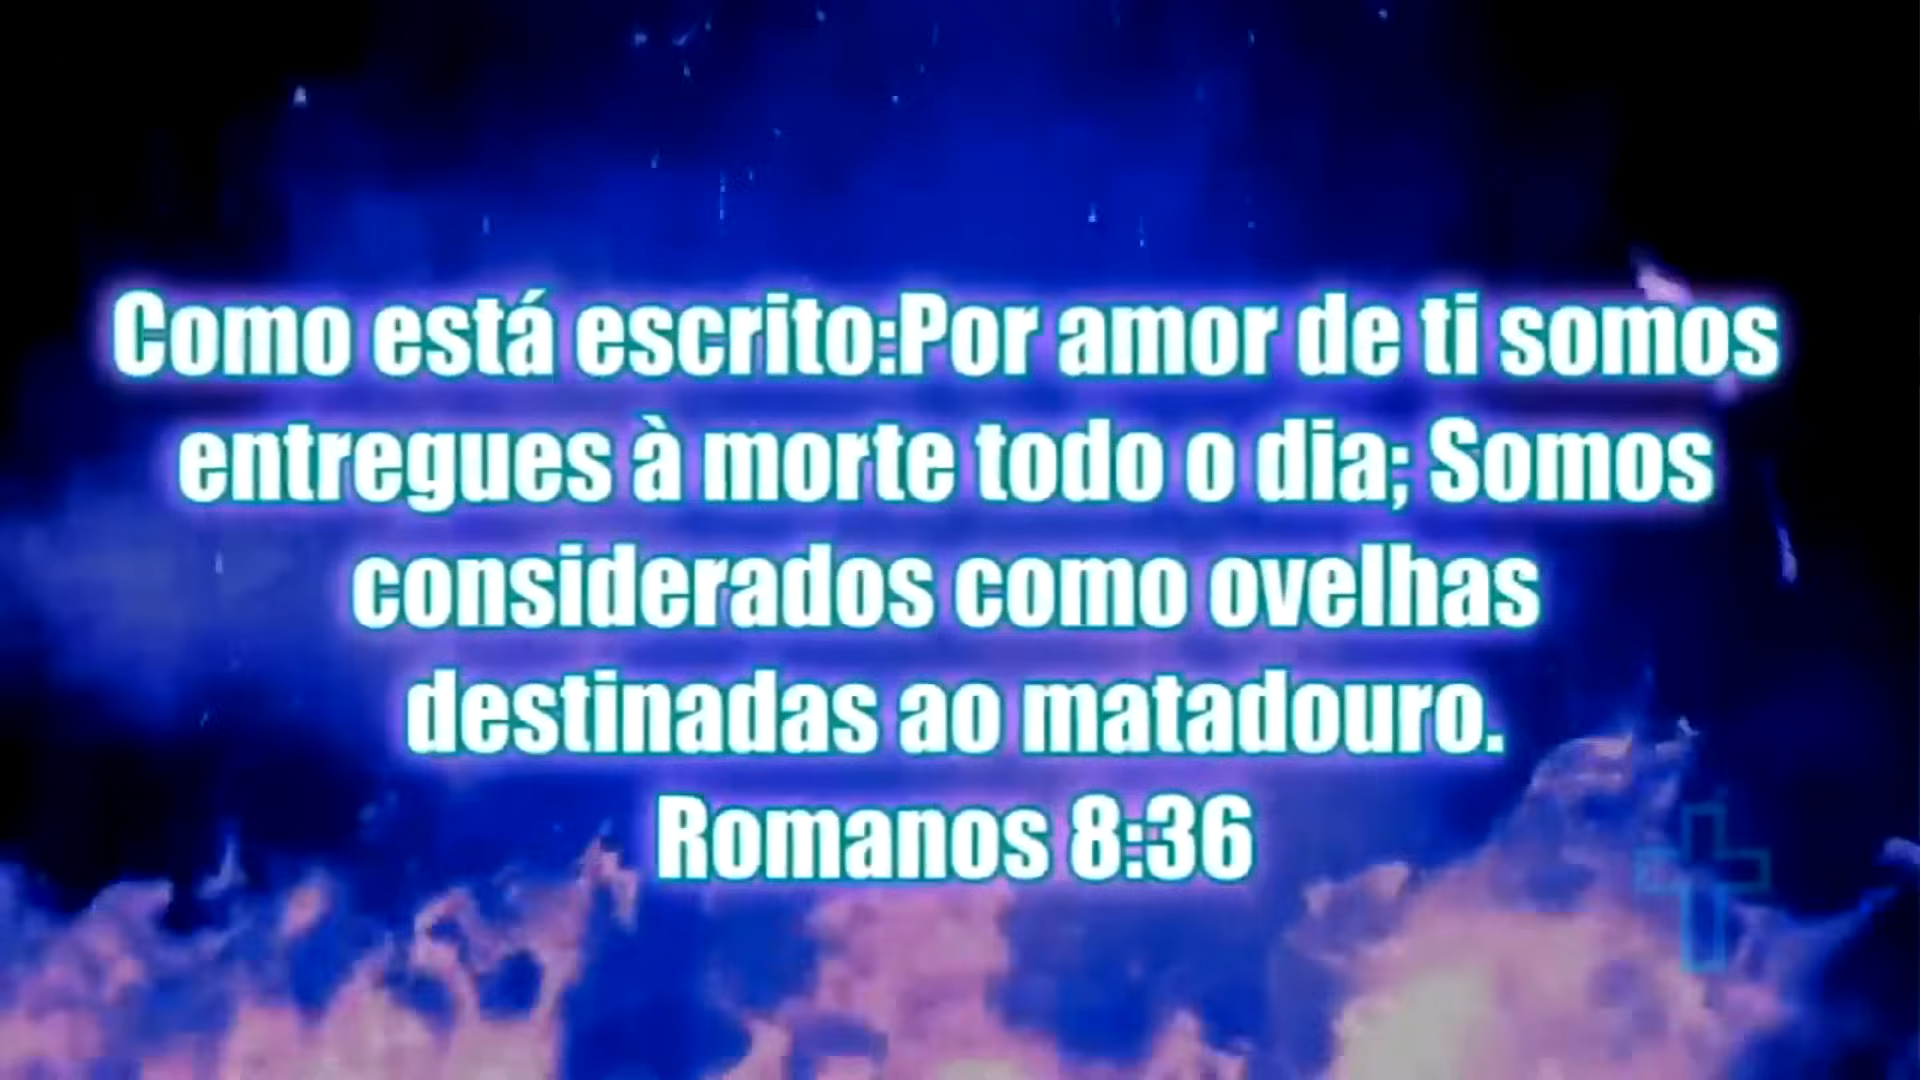 Como está escrito:Por amor de ti somos
entregues à morte todo o dia; Somos
considerados como ovelhas
destinadas ao matadouro.
Romanos 8:36